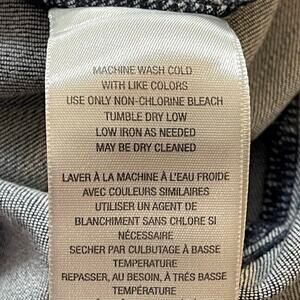 MACHINE WASH COLD
WITH LIKE COLORS
USE ONLY NON-CHLORINE BLEACH
TUMBLE DRY LOW
LOW IRON AS NEEDED
MAY BE DRY CLEANED
LAVER À LA MACHINE À L'EAU FROIDE
AVEC COULEURS SIMILAIRES
UTILISER UN AGENT DE
BLANCHIMENT SANS CHLORE SI
NÉCESSAIRE
SECHER PAR CULBUTAGE À BASSE
TEMPERATURE
REPASSER, AU BESOIN, À TRÉS BASSE
TEMPÉRATURE